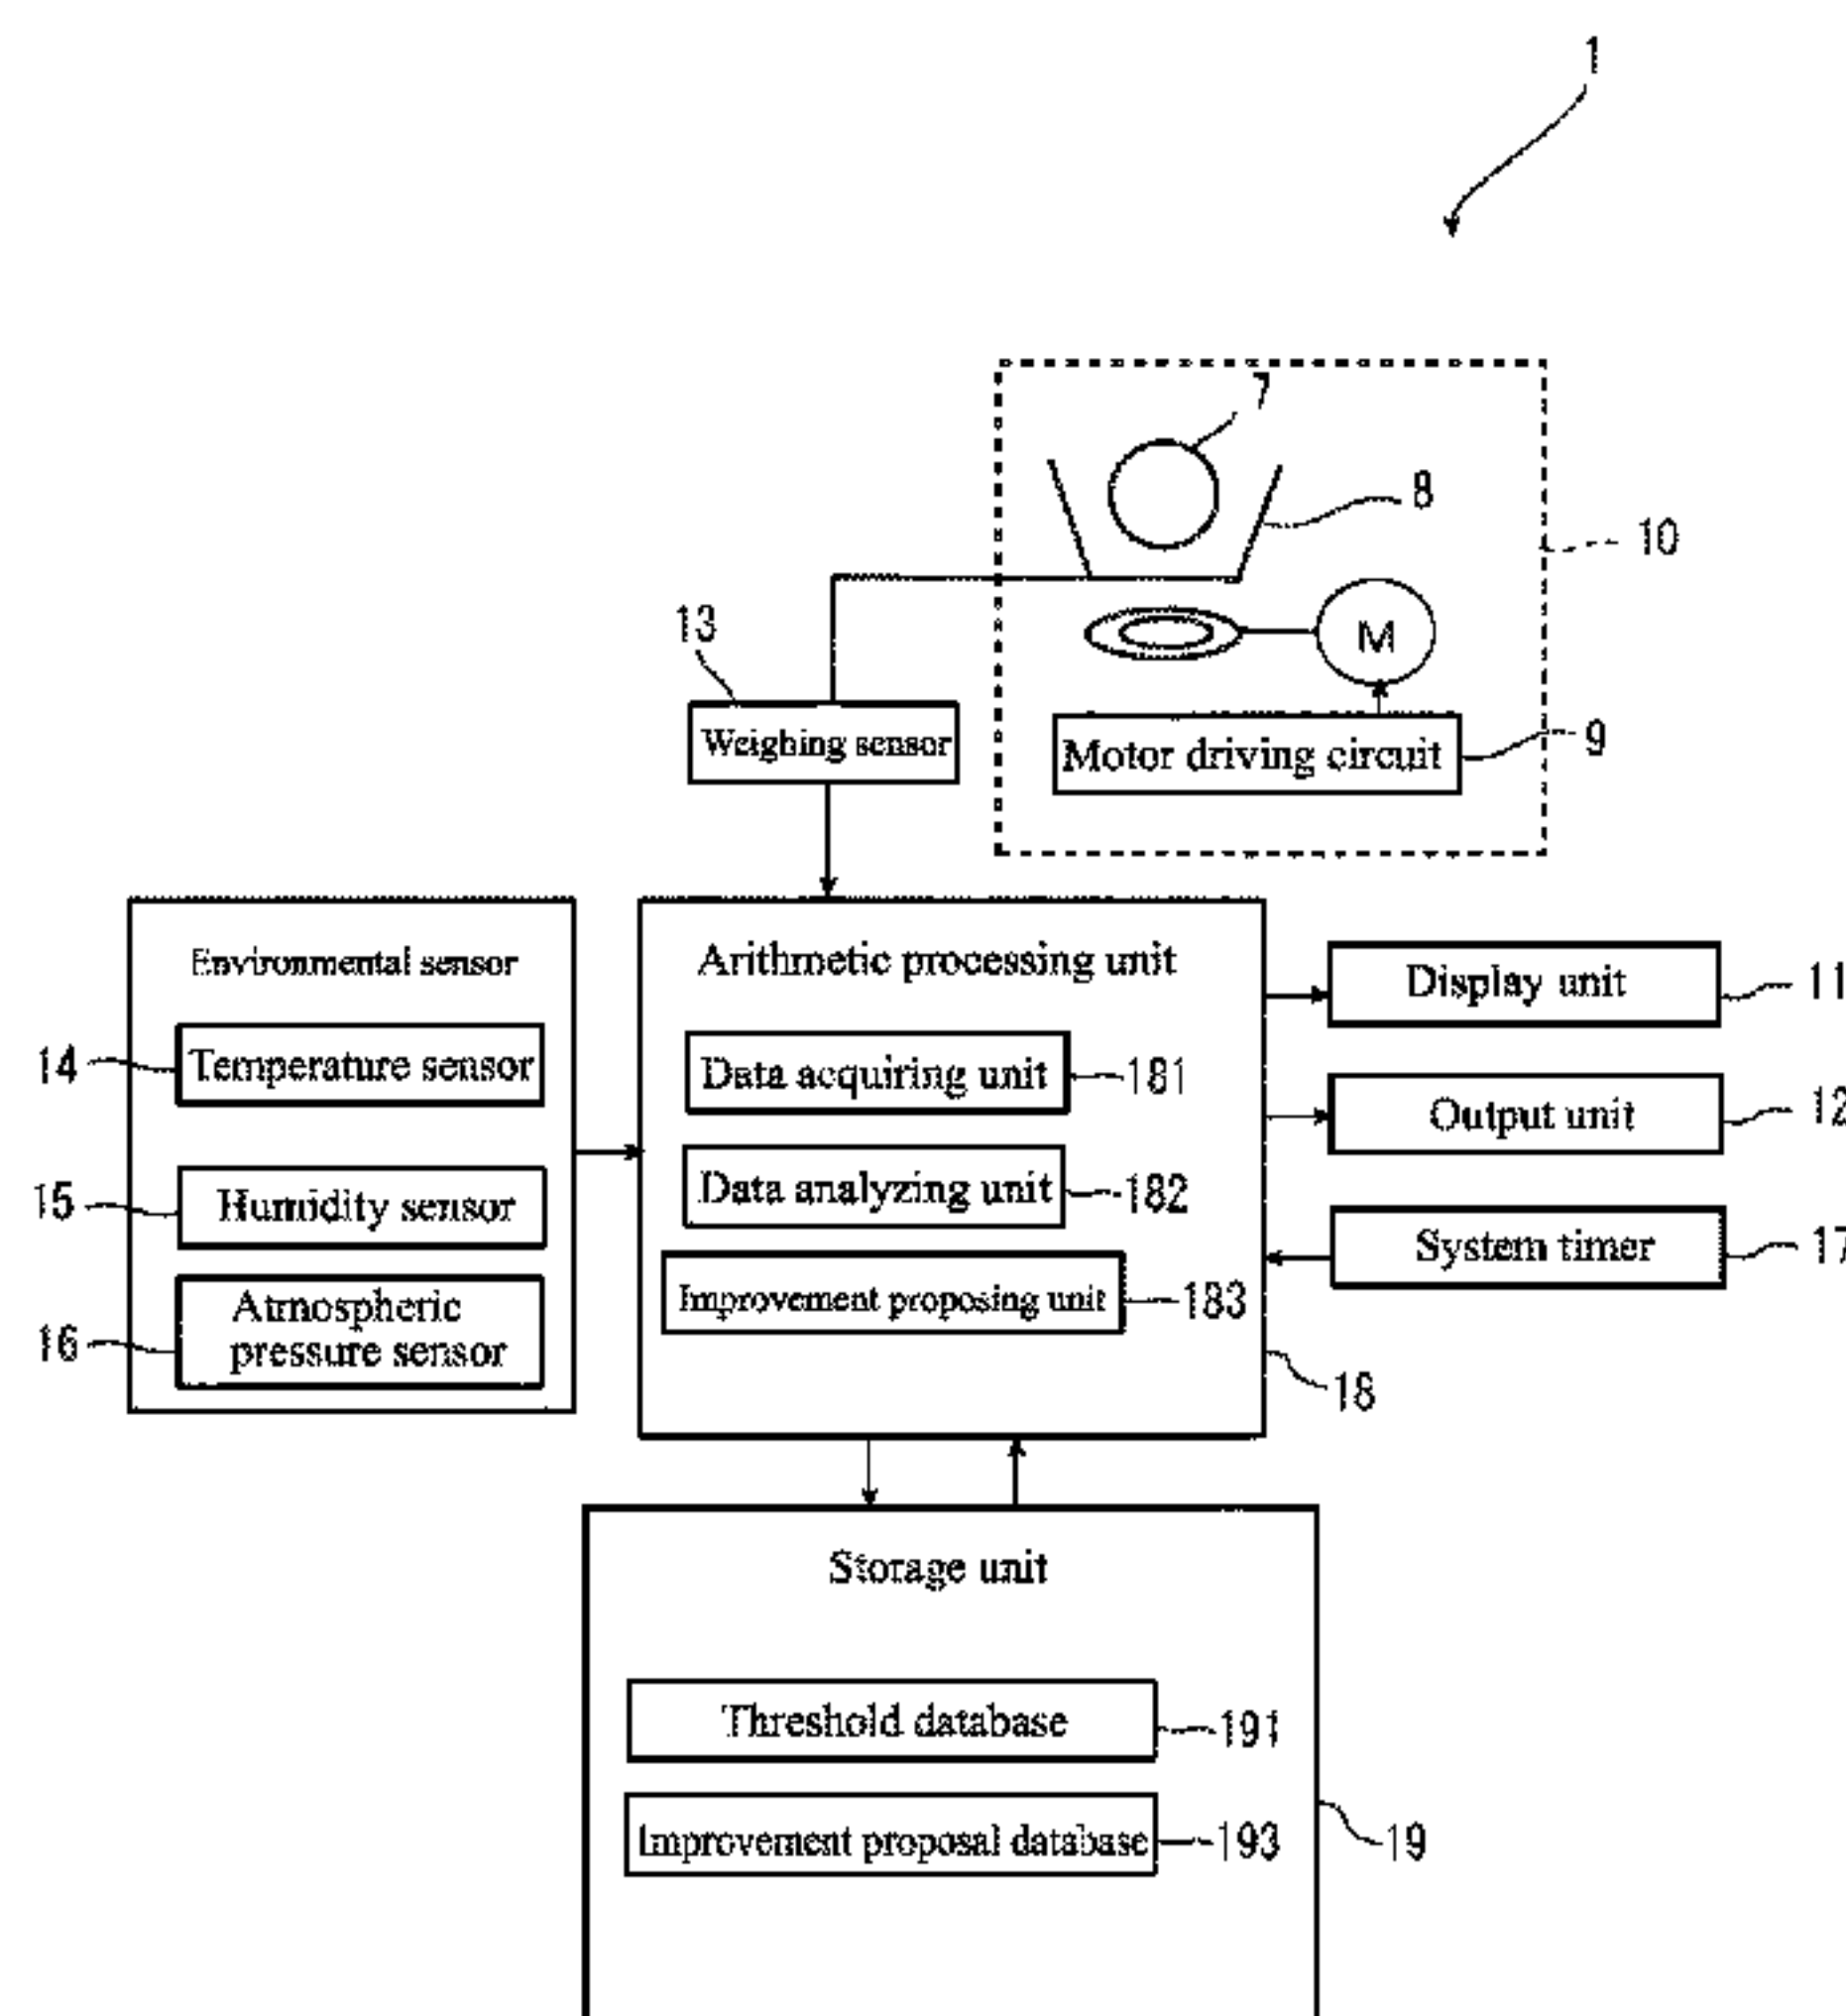 1
7
8
10
13
M
Weighing sensor
Motor driving circuit
9
Environmental sensor
Arithmetic processing unit
Display unit
11
14
Temperature sensor
Data acquiring unit
181
Output unit
12
15
Humidity sensor
Data analyzing unit
182
System timer
17
16
Atmospheric
pressure sensor
Improvement proposing unit
183
18
Storage unit
Threshold database
191
Improvement proposal database
193
19